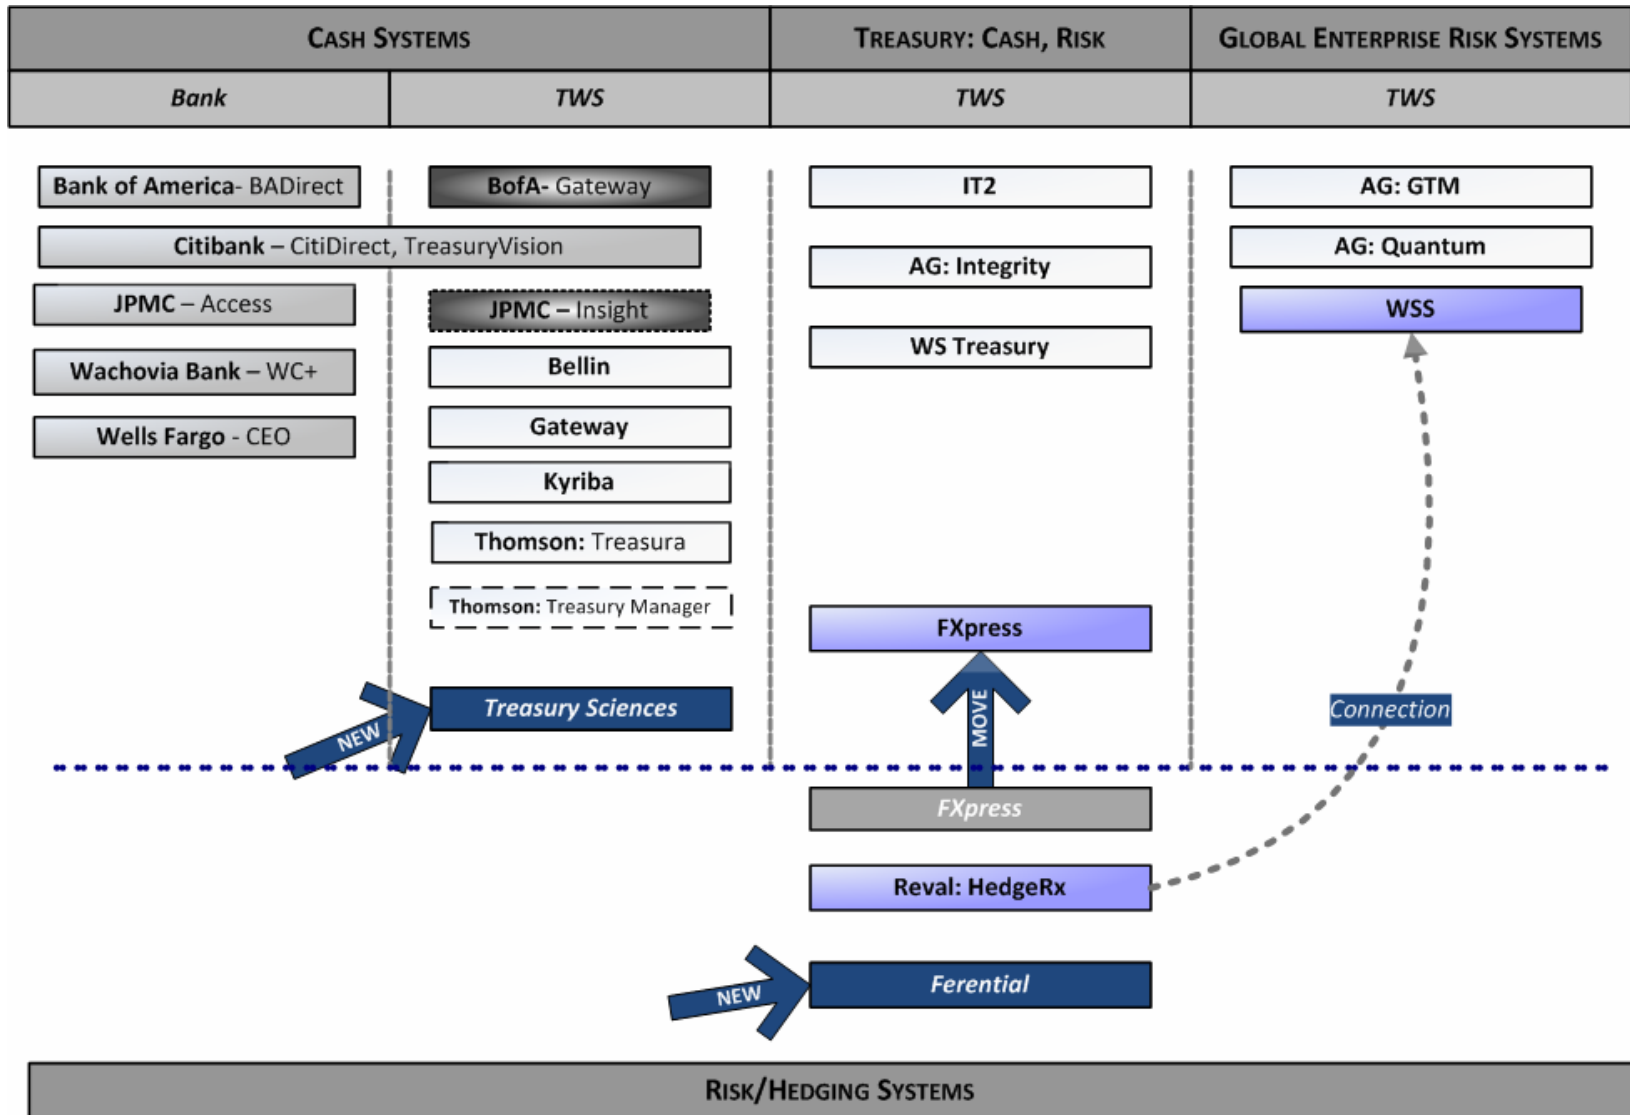 CASH SYSTEMS
TREASURY: CASH, RISK
GLOBAL ENTERPRISE RISK SYSTEMS
Bank
TWS
TWS
TWS
Bank of America- BADirect
BofA- Gateway
IT2
AG: GTM
Citibank – CitiDirect, TreasuryVision
AG: Integrity
AG: Quantum
JPMC – Access
JPMC – Insight
WSS
WS Treasury
Wachovia Bank – WC+
Bellin
Wells Fargo - CEO
Gateway
Kyriba
Thomson: Treasura
Thomson: Treasury Manager
FXpress
NEW
Treasury Sciences
MOVE
Connection
FXpress
Reval: HedgeRx
NEW
Ferential
RISK/HEDGING SYSTEMS